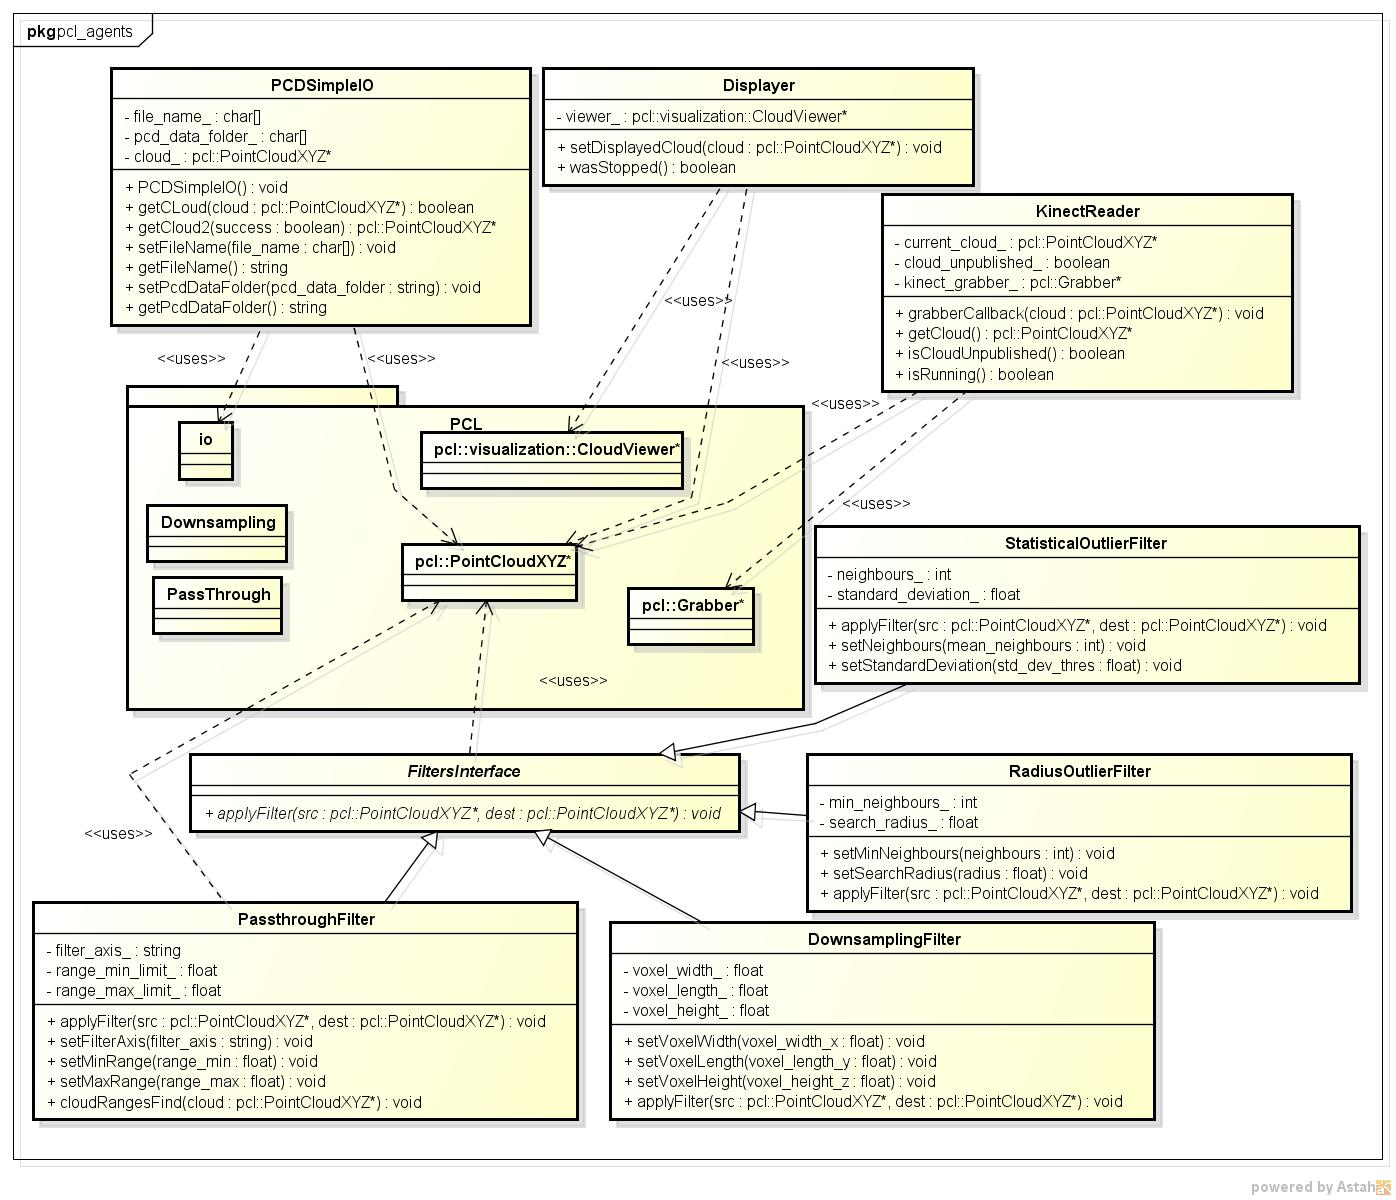 pkg pcl_agents
PCDSimpleIO
- file_name_ : char[]
- pcd_data_folder_ : char[]
- cloud_ : pcl::PointCloudXYZ*
+ PCDSimpleIO() : void
+ getCLoud(cloud : pcl::PointCloudXYZ*) : boolean
+ getCloud2(success : boolean) : pcl::PointCloudXYZ*
+ setFileName(file_name : char[]) : void
+ getFileName() : string
+ setPcdDataFolder(pcd_data_folder : string) : void
+ getPcdDataFolder() : string
Displayer
- viewer_ : pcl::visualization::CloudViewer*
+ setDisplayedCloud(cloud : pcl::PointCloudXYZ*) : void
+ wasStopped() : boolean
KinectReader
- current_cloud_ : pcl::PointCloudXYZ*
- cloud_unpublished_ : boolean
- kinect_grabber_ : pcl::Grabber*
+ grabberCallback(cloud : pcl::PointCloudXYZ*) : void
+ getCloud() : pcl::PointCloudXYZ*
+ isCloudUnpublished() : boolean
+ isRunning() : boolean
<<uses>>
<<uses>>
<<uses>>
<<uses>>
<<uses>>
<<uses>>
PCL
io
pcl::visualization::CloudViewer*
Downsampling
pcl::PointCloudXYZ*
PassThrough
pcl::Grabber*
<<uses>>
StatisticalOutlierFilter
- neighbours_ : int
- standard_deviation_ : float
+ applyFilter(src : pcl::PointCloudXYZ*, dest : pcl::PointCloudXYZ*) : void
+ setNeighbours(mean_neighbours : int) : void
+ setStandardDeviation(std_dev_thres : float) : void
FiltersInterface
+ applyFilter(src : pcl::PointCloudXYZ*, dest : pcl::PointCloudXYZ*) : void
RadiusOutlierFilter
- min_neighbours_ : int
- search_radius_ : float
+ setMinNeighbours(neighbours : int) : void
+ setSearchRadius(radius : float) : void
+ applyFilter(src : pcl::PointCloudXYZ*, dest : pcl::PointCloudXYZ*) : void
<<uses>>
PassthroughFilter
- filter_axis_ : string
- range_min_limit_ : float
- range_max_limit_ : float
+ applyFilter(src : pcl::PointCloudXYZ*, dest : pcl::PointCloudXYZ*) : void
+ setFilterAxis(filter_axis : string) : void
+ setMinRange(range_min : float) : void
+ setMaxRange(range_max : float) : void
+ cloudRangesFind(cloud : pcl::PointCloudXYZ*) : void
DownsamplingFilter
- voxel_width_ : float
- voxel_length_ : float
- voxel_height_ : float
+ setVoxelWidth(voxel_width_x : float) : void
+ setVoxelLength(voxel_length_y : float) : void
+ setVoxelHeight(voxel_height_z : float) : void
+ applyFilter(src : pcl::PointCloudXYZ*, dest : pcl::PointCloudXYZ*) : void
powered by Astah